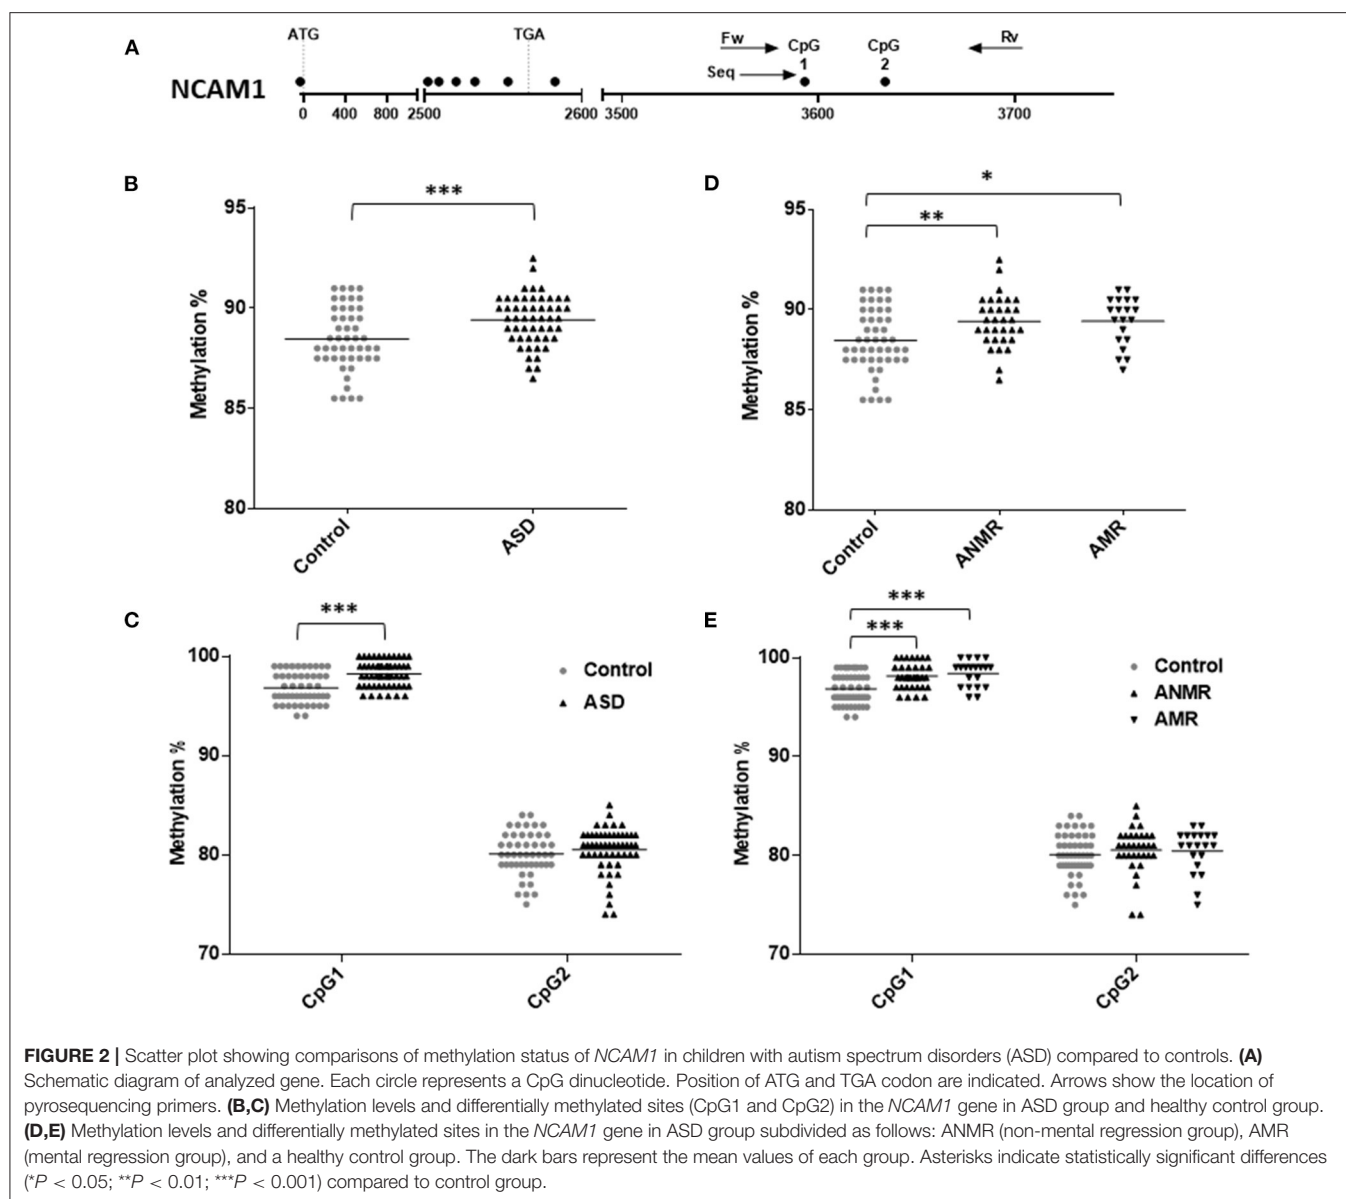 A
ATG
TGA
Fw
CpG
1
CpG
2
Rv
Seq
NCAM1
0 400 800 2500 2600 3500 3600 3700
B
***
95
90
85
80
Methylation %
Control
ASD
D
*
**
95
90
85
80
Methylation %
Control
ANMR
AMR
C
***
100
90
80
70
Methylation %
Control
ASD
CpG1
CpG2
E
***
***
100
90
80
70
Methylation %
Control
ANMR
AMR
CpG1
CpG2
FIGURE 2 | Scatter plot showing comparisons of methylation status of NCAM1 in children with autism spectrum disorders (ASD) compared to controls. (A)
Schematic diagram of analyzed gene. Each circle represents a CpG dinucleotide. Position of ATG and TGA codon are indicated. Arrows show the location of
pyrosequencing primers. (B,C) Methylation levels and differentially methylated sites (CpG1 and CpG2) in the NCAM1 gene in ASD group and healthy control group.
(D,E) Methylation levels and differentially methylated sites in the NCAM1 gene in ASD group subdivided as follows: ANMR (non-mental regression group), AMR
(mental regression group), and a healthy control group. The dark bars represent the mean values of each group. Asterisks indicate statistically significant differences
(*P < 0.05; **P < 0.01; ***P < 0.001) compared to control group.